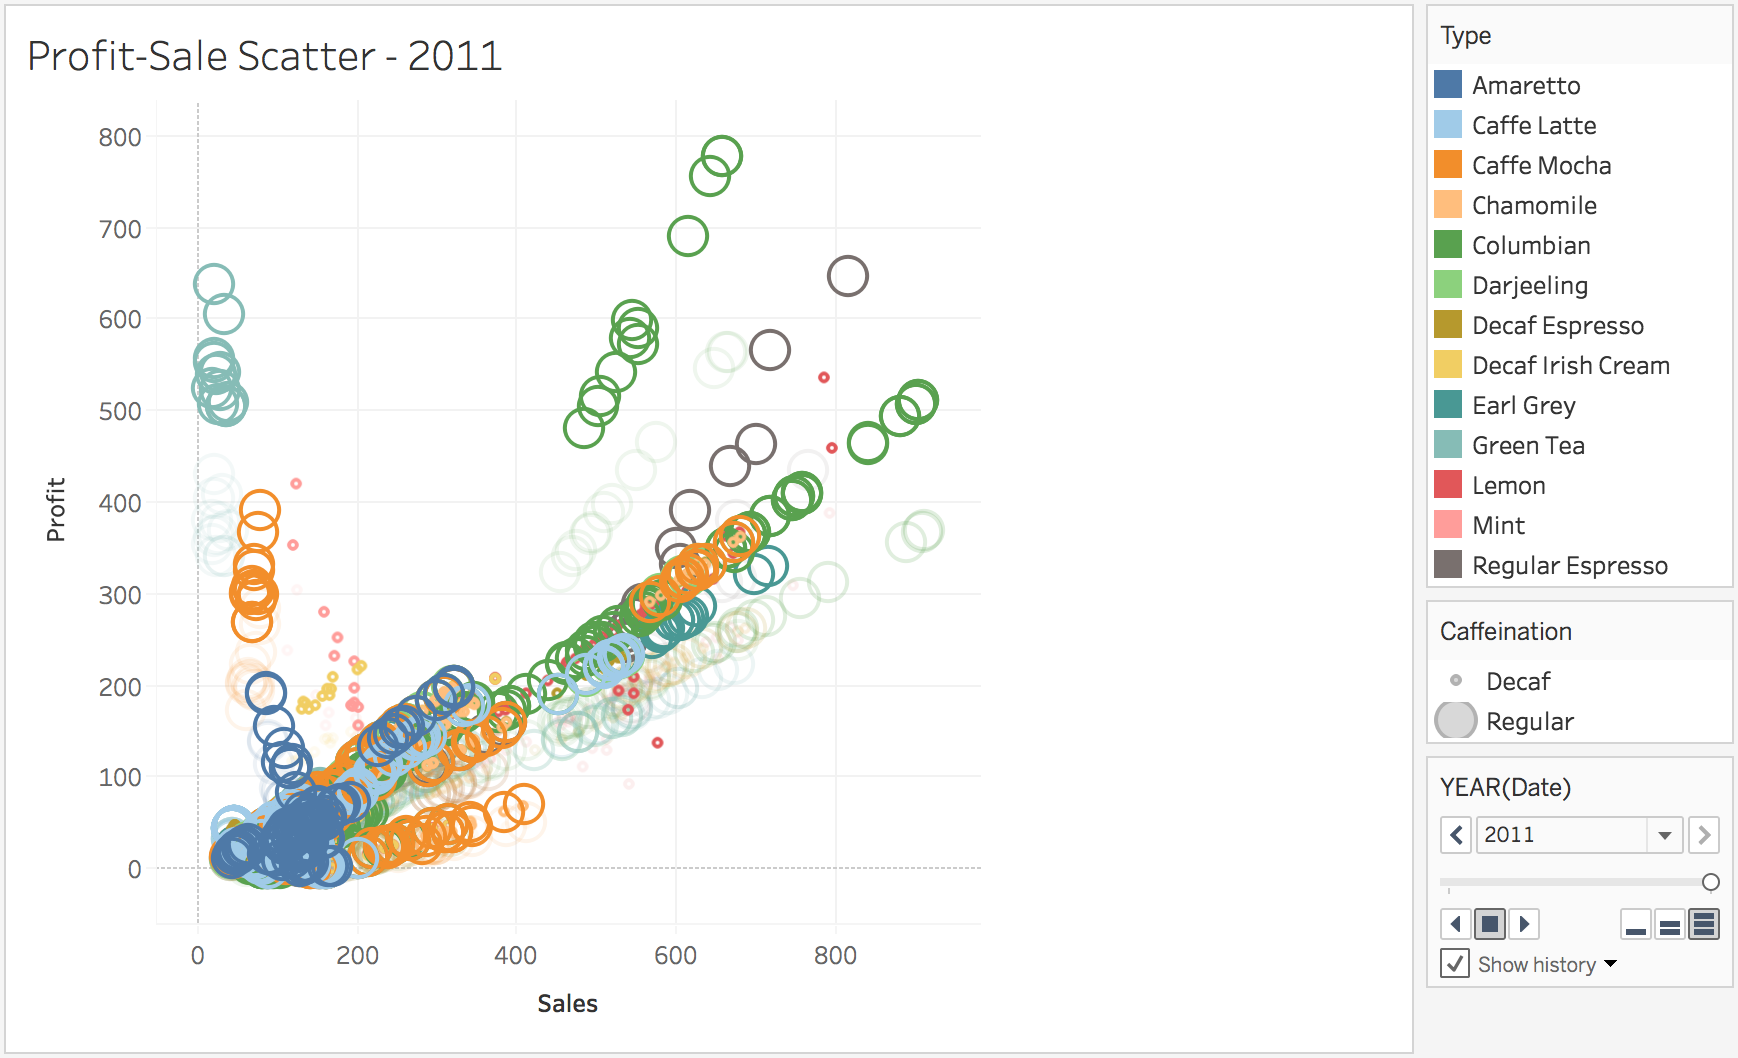 Profit-Sale Scatter - 2011
800
700
600
500
400
300
200
100
0
Profit
0 200 400 600 800
Sales
Type
Amaretto
Caffe Latte
Caffe Mocha
Chamomile
Columbian
Darjeeling
Decaf Espresso
Decaf Irish Cream
Earl Grey
Green Tea
Lemon
Mint
Regular Espresso
Caffeination
Decaf
Regular
YEAR(Date)
2011
Show history